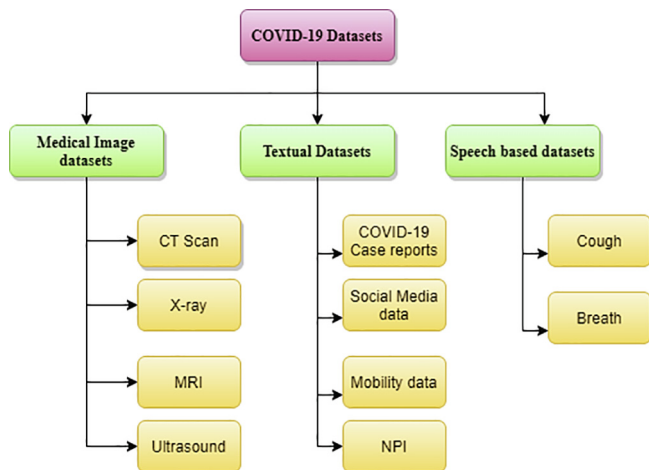 COVID-19 Datasets
Medical Image
datasets
CT Scan
X-ray
MRI
Ultrasound
Textual Datasets
COVID-19
Case reports
Social Media
data
Mobility data
NPI
Speech based datasets
Cough
Breath